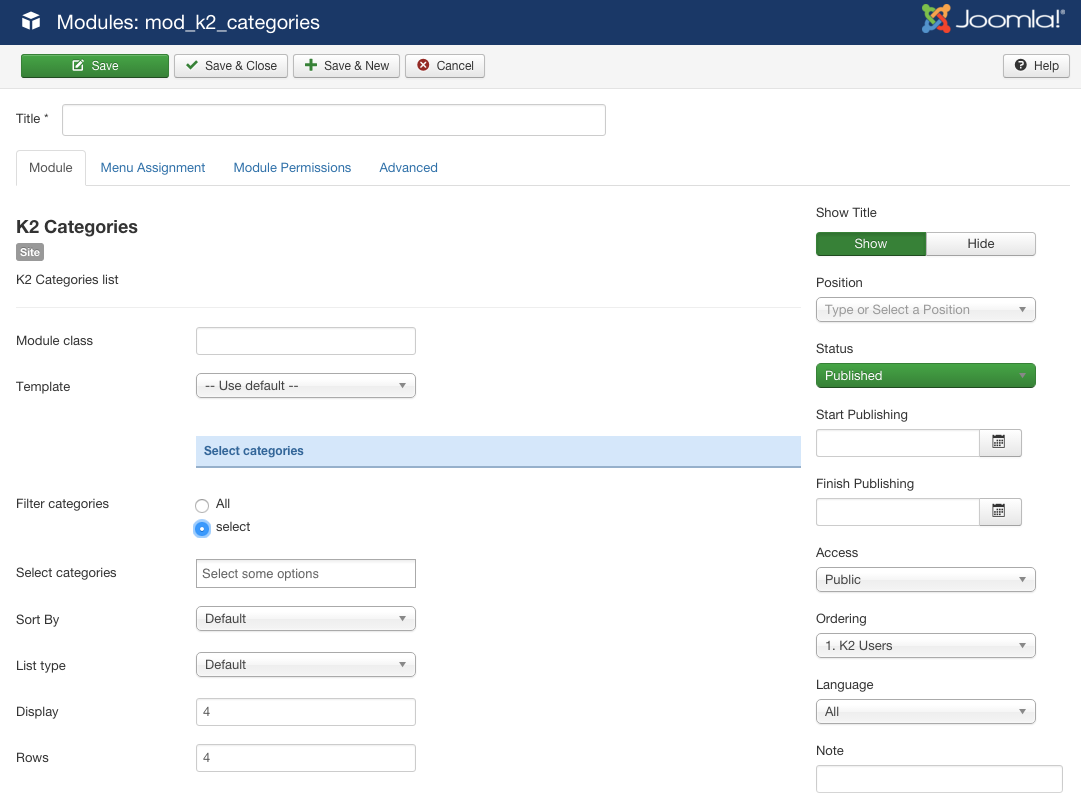 Modules: mod_k2_categories
Joomla!®
Save
Save & Close
Save & New
Cancel
Help
Title *
Module
Menu Assignment
Module Permissions
Advanced
K2 Categories
Site
K2 Categories list
Module class
Template
-- Use default --
Select categories
Filter categories
All
select
Select categories
Select some options
Sort By
Default
List type
Default
Display
4
Rows
4
Show Title
Show
Hide
Position
Type or Select a Position
Status
Published
Start Publishing
Finish Publishing
Access
Public
Ordering
1. K2 Users
Language
All
Note